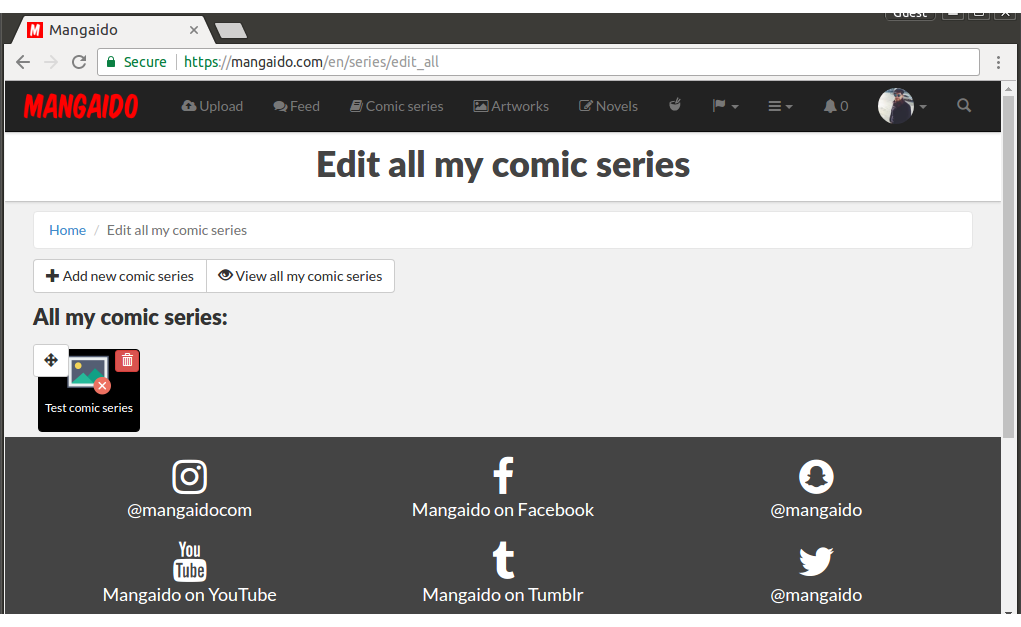 Guest
Mangaido
Secure https://mangaido.com/en/series/edit_all
MANGAIDO Upload Feed Comic series Artworks Novels 0
Edit all my comic series
Home / Edit all my comic series
Add new comic series View all my comic series
All my comic series:
Test comic series
@mangaidocom Mangaido on Facebook @mangaido
You
Tube
Mangaido on YouTube Mangaido on Tumblr @mangaido